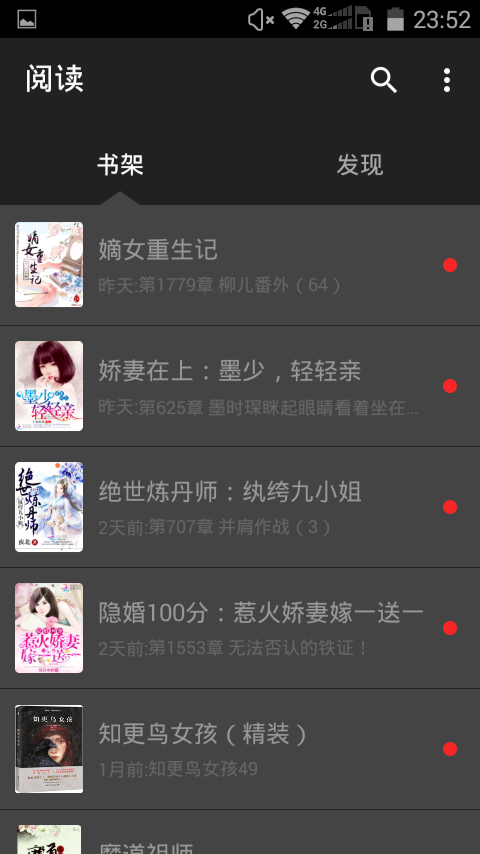 4G
2G
23:52
阅读
书架
发现
嫡女重生记
嫡女重生记
昨天:第1779章 柳儿番外（64）
墨少
轻轻亲
娇妻在上：墨少，轻轻亲
昨天:第625章 墨时琛眯起眼睛看着坐在...
绝世炼丹师
纨绔九小姐
夜北
绝世炼丹师：纨绔九小姐
2天前:第707章 并肩作战（3）
惹火娇妻
嫁一送一
隐婚100分：惹火娇妻嫁一送一
2天前:第1553章 无法否认的铁证！
知更鸟女孩
知更鸟女孩（精装）
1月前:知更鸟女孩49
魔道祖师